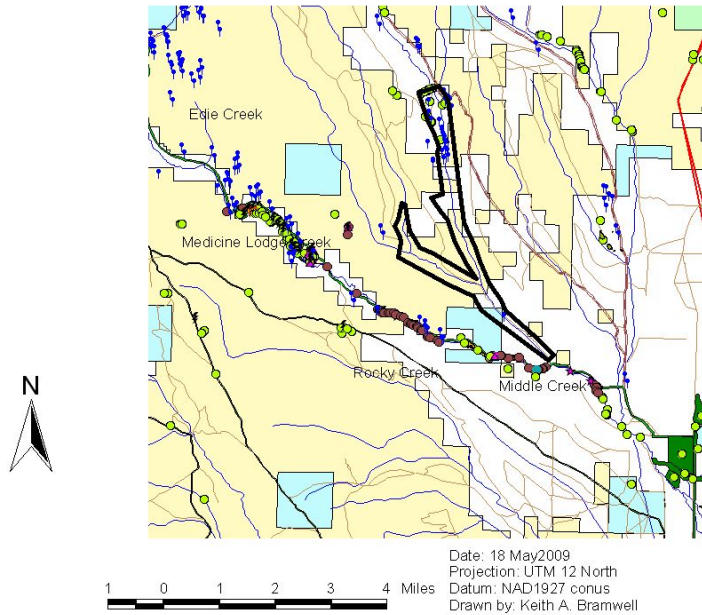 Edie Creek
Medicine Lodge Creek
Rocky Creek
Middle Creek
N
1 0 1 2 3 4 Miles
Date: 18 May2009
Projection: UTM 12 North
Datum: NAD1927 conus
Drawn by: Keith A. Bramwell